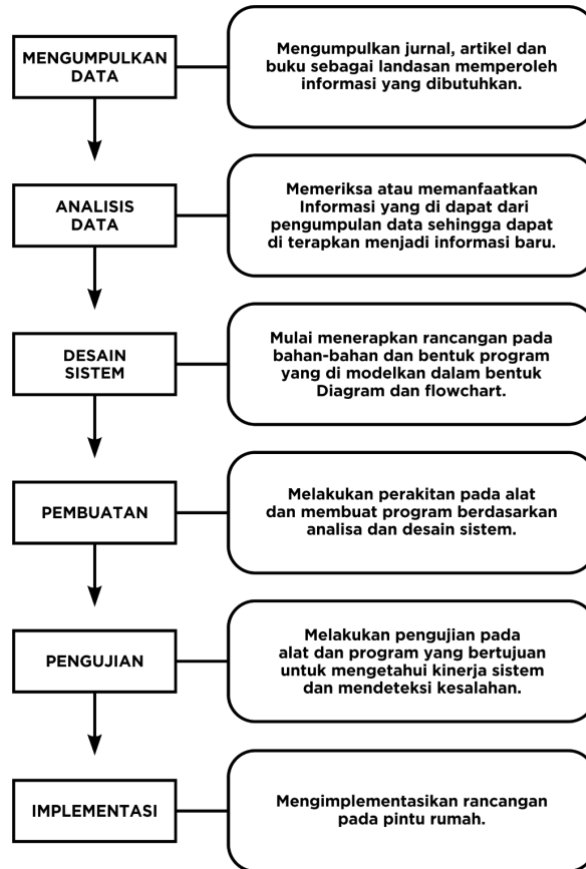 MENGUMPULKAN
DATA
Mengumpulkan jurnal, artikel dan
buku sebagai landasan memperoleh
informasi yang dibutuhkan.
ANALISIS
DATA
Memeriksa atau memanfaatkan
Informasi yang di dapat dari
pengumpulan data sehingga dapat
di terapkan menjadi informasi baru.
DESAIN
SISTEM
Mulai menerapkan rancangan pada
bahan-bahan dan bentuk program
yang di modelkan dalam bentuk
Diagram dan flowchart.
PEMBUATAN
Melakukan perakitan pada alat
dan membuat program berdasarkan
analisa dan desain sistem.
PENGUJIAN
Melakukan pengujian pada
alat dan program yang bertujuan
untuk mengetahui kinerja sistem
dan mendeteksi kesalahan.
IMPLEMENTASI
Mengimplementasikan rancangan
pada pintu rumah.